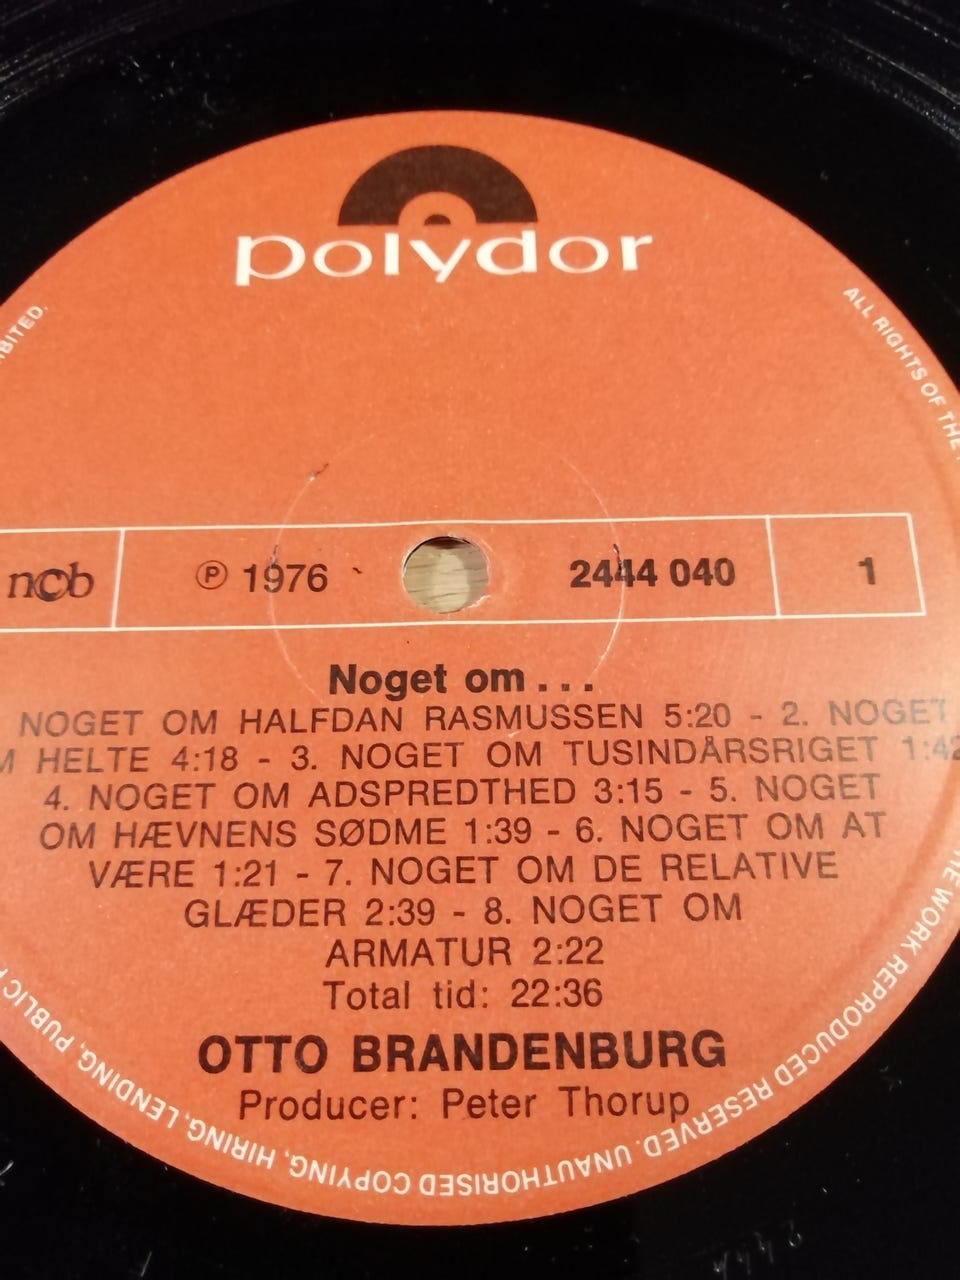 polydor
BITED.
ALL RIGHTS OF THE
ncb
℗ 1976
2444 040
1
Noget om...
NOGET OM HALFDAN RASMUSSEN 5:20 - 2. NOGET
M HELTE 4:18 - 3. NOGET OM TUSINDÅRSRIGET 1:42
4. NOGET OM ADSPREDTHED 3:15 - 5. NOGET
OM HÆVNENS SØDME 1:39 - 6. NOGET OM AT
VÆRE 1:21 - 7. NOGET OM DE RELATIVE
GLÆDER 2:39 - 8. NOGET OM
ARMATUR 2:22
Total tid: 22:36
OTTO BRANDENBURG
Producer: Peter Thorup
HE WORK REPRODUCED RESERVED. UNAUTHORISED COPYING, HIRING, LENDING, PUBLIC